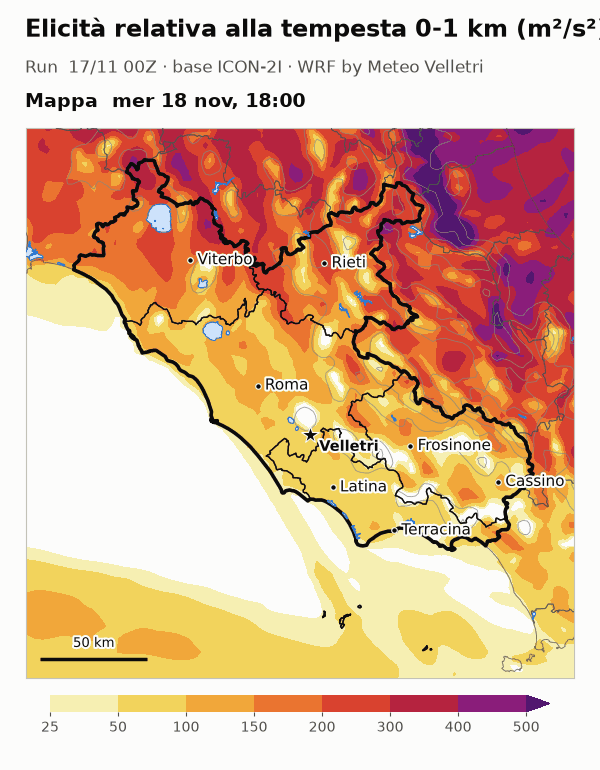 Elicità relativa alla tempesta 0-1 km (m²/s²)
Run 17/11 00Z · base ICON-2I · WRF by Meteo Velletri
Mappa mer 18 nov, 18:00
Viterbo
Rieti
Roma
Velletri
Frosinone
Cassino
Latina
Terracina
50 km
25 50 100 150 200 300 400 500